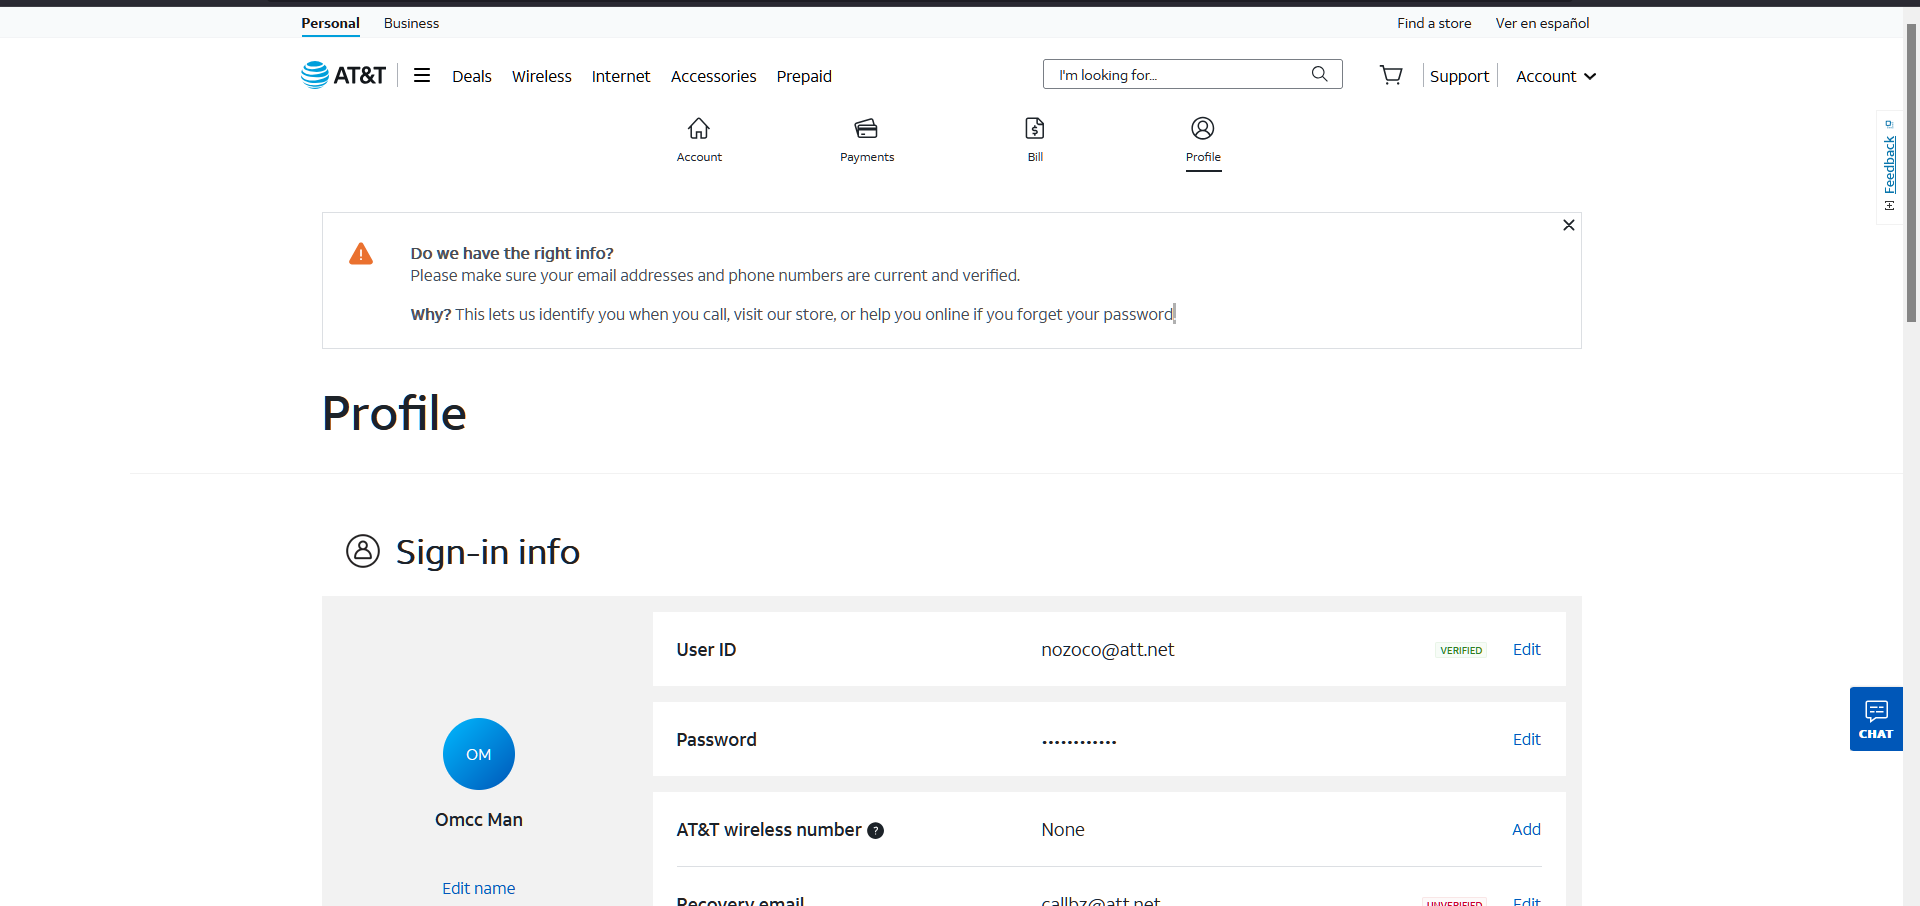 Personal Business Find a store Ver en español
AT&T Deals Wireless Internet Accessories Prepaid I'm looking for... Support Account
Account Payments Bill Profile
[+] Feedback
Do we have the right info?
Please make sure your email addresses and phone numbers are current and verified.
Why? This lets us identify you when you call, visit our store, or help you online if you forget your password
Profile
Sign-in info
User ID nozoco@att.net VERIFIED Edit
Password •••••••••••• Edit
OM
CHAT
Omcc Man
AT&T wireless number ? None Add
Edit name
Recovery email callbz@att.net UNVERIFIED Edit